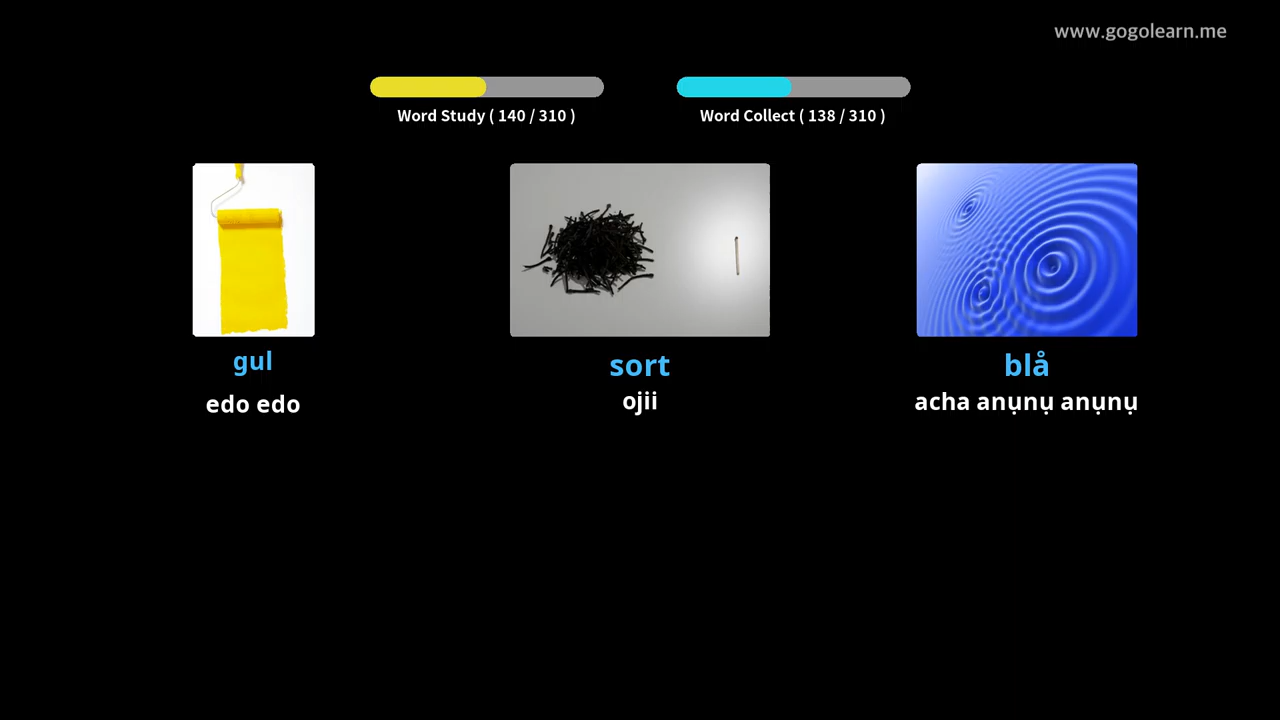 www.gogolearn.me
Word Study ( 140 / 310 )
Word Collect ( 138 / 310 )
gul
sort
blå
edo edo
ojii
acha anụnụ anụnụ